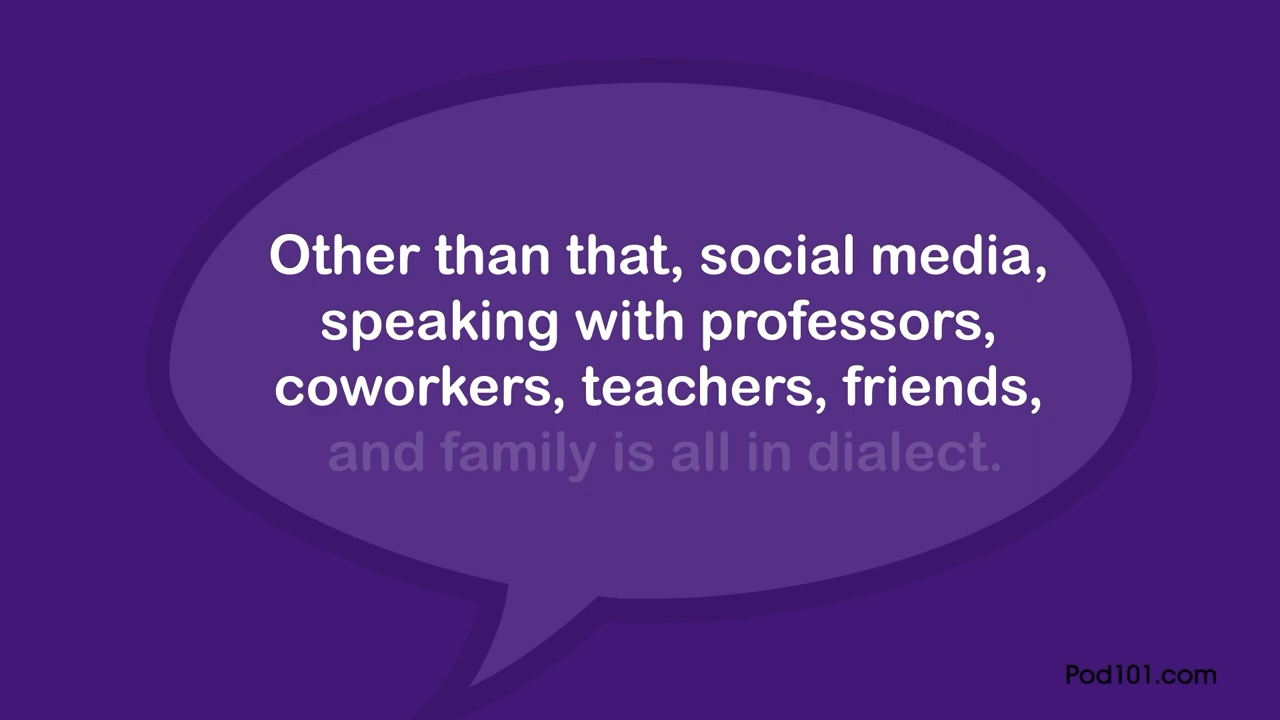 Other than that, social media,
speaking with professors,
coworkers, teachers, friends,
and family is all in dialect.
Pod101.com